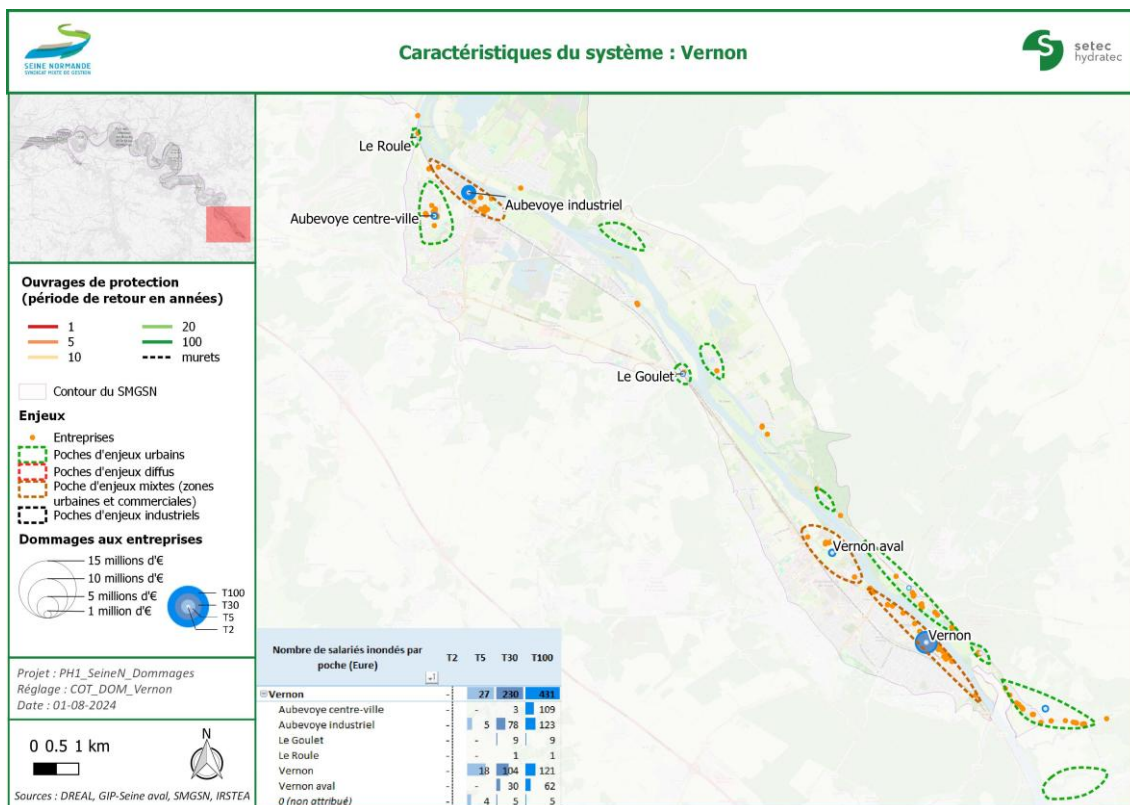 SEINE NORMANDE
SYNDICAT MIXTE DE GESTION
Caractéristiques du système : Vernon
setec
hydratec
Ouvrages de protection
(période de retour en années)
1
20
5
100
10
murets
Contour du SMGSN
Enjeux
Entreprises
Poches d'enjeux urbains
Poches d'enjeux diffus
Poche d'enjeux mixtes (zones
urbaines et commerciales)
Poches d'enjeux industriels
Dommages aux entreprises
15 millions d'€
10 millions d'€
5 millions d'€
1 million d'€
T100
T30
T5
T2
Projet : PH1_SeineN_Dommages
Réglage : COT_DOM_Vernon
Date : 01-08-2024
0 0.5 1 km
N
Sources : DREAL, GIP-Seine aval, SMGSN, IRSTEA
Le Roule
Aubevoye industriel
Aubevoye centre-ville
Le Goulet
Vernon aval
Vernon
Nombre de salariés inondés par
poche (Eure) T2 T5 T30 T100
Vernon - 27 230 431
Aubevoye centre-ville - - 3 109
Aubevoye industriel - 5 78 123
Le Goulet - - 9 9
Le Roule - - 1 1
Vernon - 18 104 121
Vernon aval - - 30 62
0 (non attribué) - 4 5 5